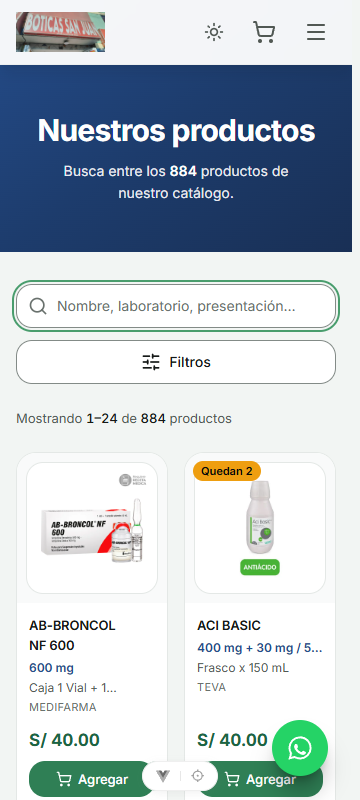 BOTICAS SAN JUAN
Nuestros productos
Busca entre los 884 productos de
nuestro catálogo.
Nombre, laboratorio, presentación...
Filtros
Mostrando 1–24 de 884 productos
AB-BRONCOL® NF
600
AB-BRONCOL
NF 600
600 mg
Caja 1 Vial + 1...
MEDIFARMA
S/ 40.00
Agregar
Quedan 2
Aci Basic
ANTIÁCIDO
ACI BASIC
400 mg + 30 mg / 5...
Frasco x 150 mL
TEVA
S/ 40.00
Agregar